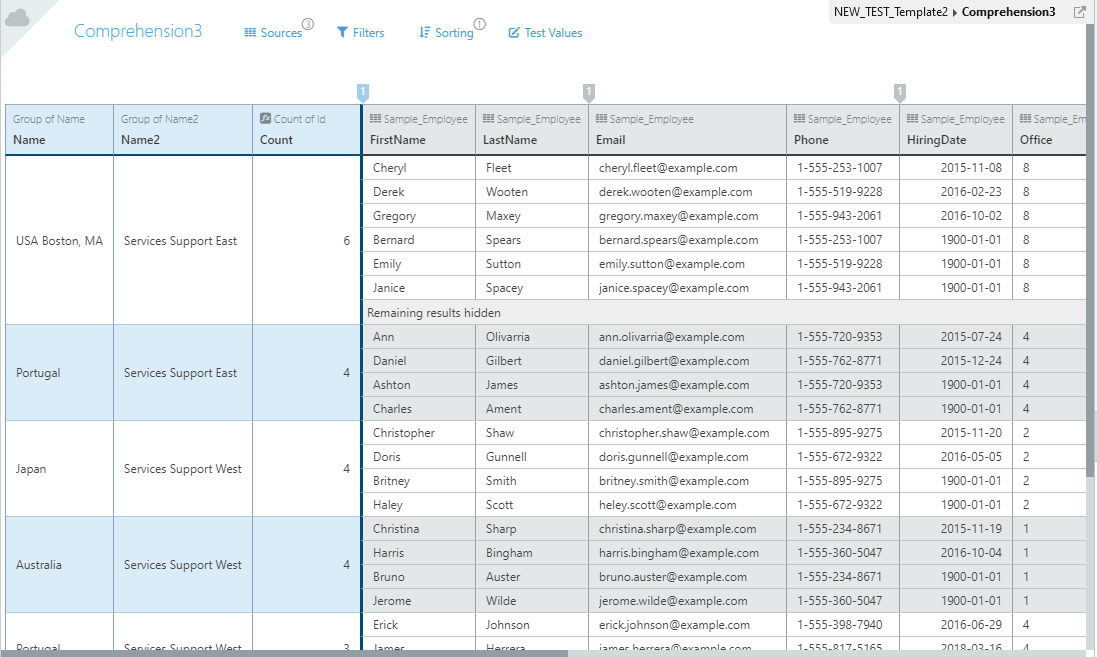 NEW_TEST_Template2 ▸ Comprehension3
Comprehension3 Sources 3 Filters Sorting 1 Test Values
1 1 1
Group of Name Group of Name2 Count of Id Sample_Employee Sample_Employee Sample_Employee Sample_Employee Sample_Employee Sample_Em
Name Name2 Count FirstName LastName Email Phone HiringDate Office
Cheryl Fleet cheryl.fleet@example.com 1-555-253-1007 2015-11-08 8
Derek Wooten derek.wooten@example.com 1-555-519-9228 2016-02-23 8
Gregory Maxey gregory.maxey@example.com 1-555-943-2061 2016-10-02 8
USA Boston, MA Services Support East 6 Bernard Spears bernard.spears@example.com 1-555-253-1007 1900-01-01 8
Emily Sutton emily.sutton@example.com 1-555-519-9228 1900-01-01 8
Janice Spacey janice.spacey@example.com 1-555-943-2061 1900-01-01 8
Remaining results hidden
Ann Olivarria ann.olivarria@example.com 1-555-720-9353 2015-07-24 4
Daniel Gilbert daniel.gilbert@example.com 1-555-762-8771 2015-12-24 4
Portugal Services Support East 4
Ashton James ashton.james@example.com 1-555-720-9353 1900-01-01 4
Charles Ament charles.ament@example.com 1-555-762-8771 1900-01-01 4
Christopher Shaw christopher.shaw@example.com 1-555-895-9275 2015-11-20 2
Doris Gunnell doris.gunnell@example.com 1-555-672-9322 2016-05-05 2
Japan Services Support West 4
Britney Smith britney.smith@example.com 1-555-895-9275 1900-01-01 2
Haley Scott heley.scott@example.com 1-555-672-9322 1900-01-01 2
Christina Sharp christina.sharp@example.com 1-555-234-8671 2015-11-19 1
Harris Bingham harris.bingham@example.com 1-555-360-5047 2016-10-04 1
Australia Services Support West 4
Bruno Auster bruno.auster@example.com 1-555-234-8671 1900-01-01 1
Jerome Wilde jerome.wilde@example.com 1-555-360-5047 1900-01-01 1
Erick Johnson erick.johnson@example.com 1-555-398-7940 2016-06-29 4
Portugal Services Support West 3 James Herrera james.herrera@example.com 1-555-817-5165 2018-03-16 4